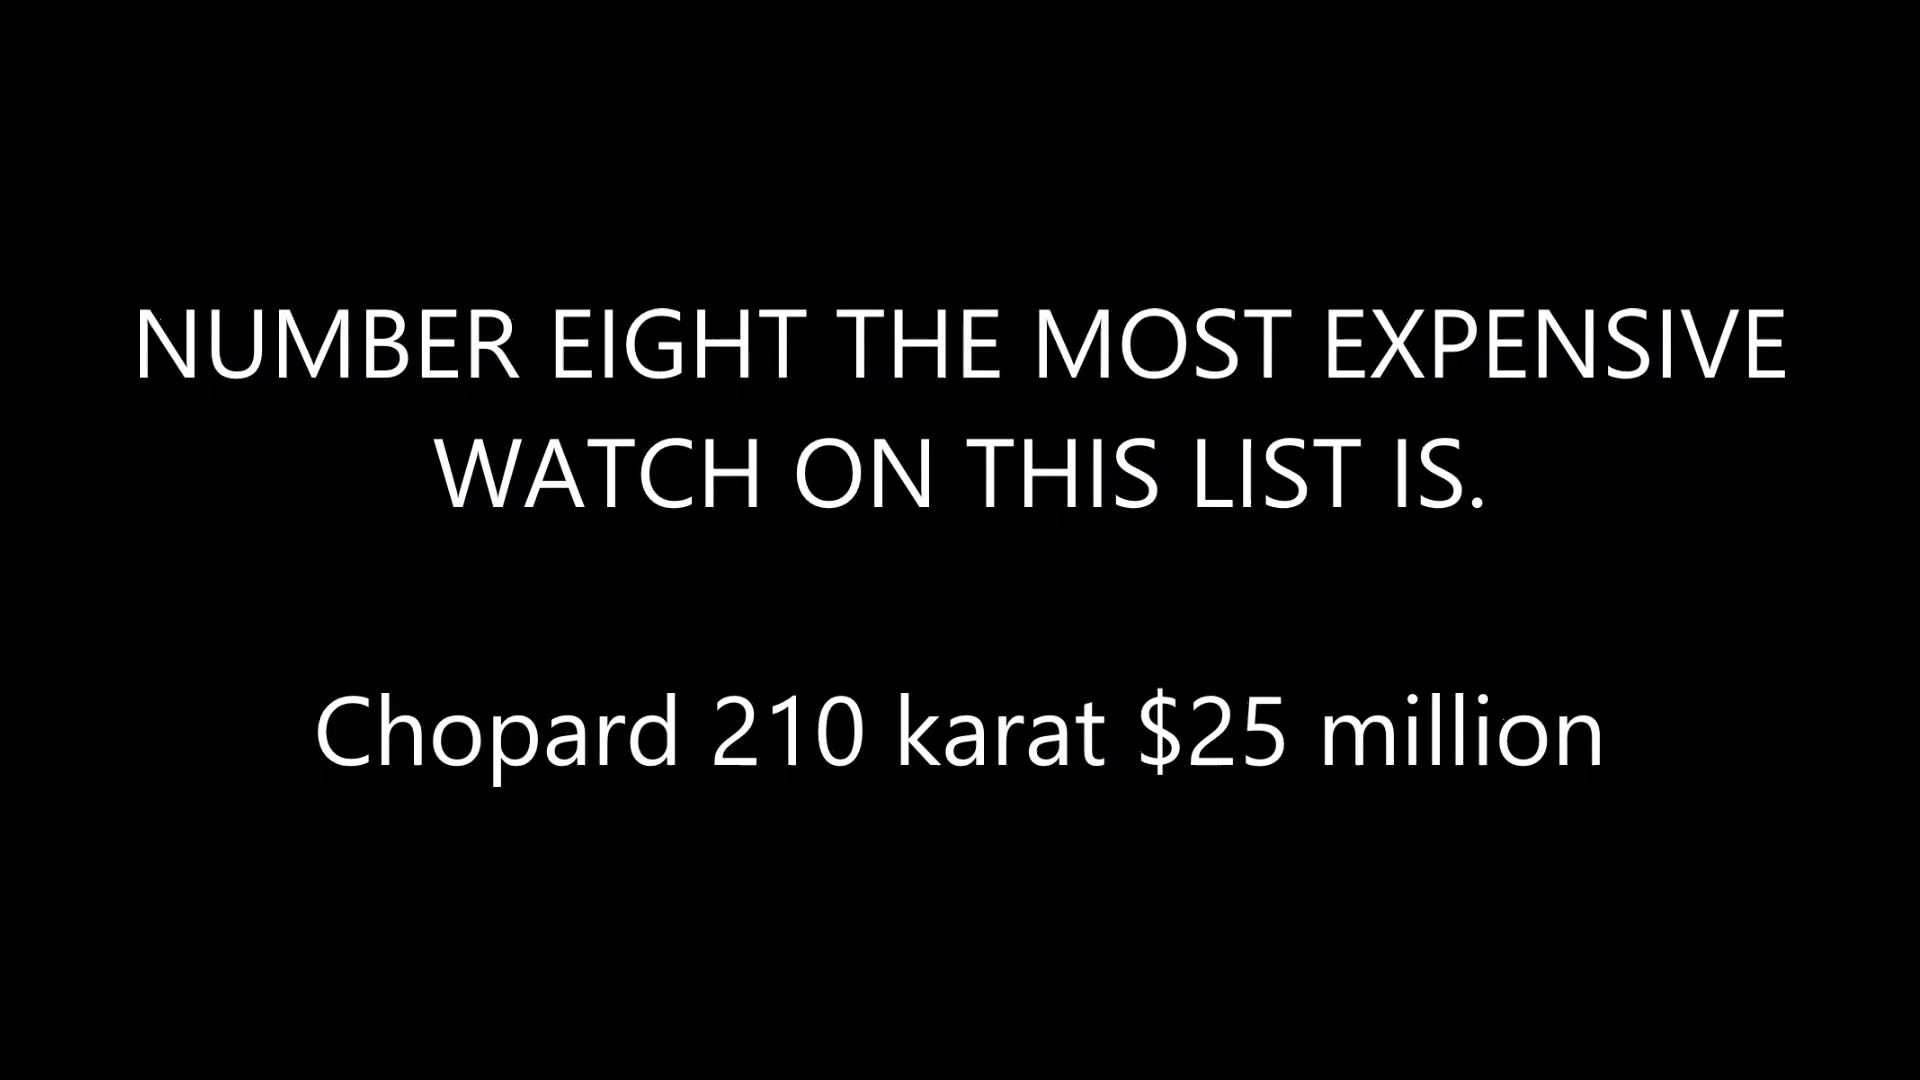 NUMBER EIGHT THE MOST EXPENSIVE
WATCH ON THIS LIST IS.
Chopard 210 karat $25 million